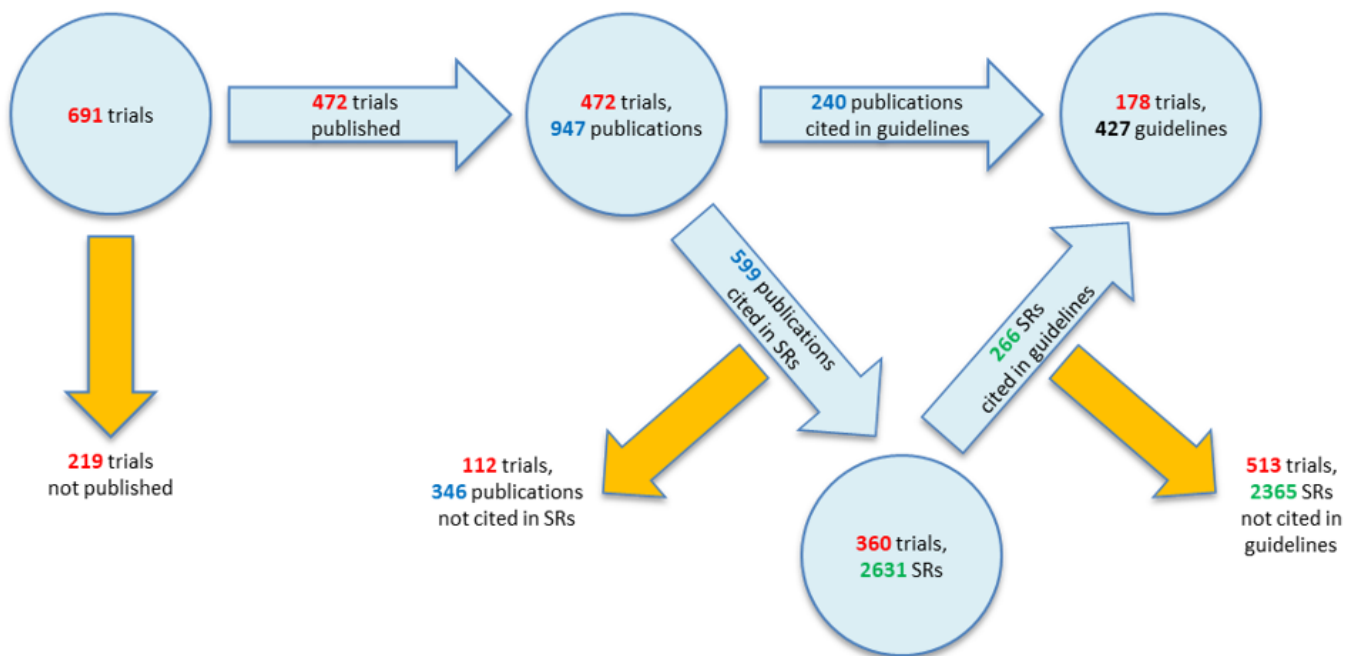 691 trials
472 trials
published
472 trials,
947 publications
240 publications
cited in guidelines
178 trials,
427 guidelines
599 publications
cited in SRs
266 SRs
cited in guidelines
219 trials
not published
112 trials,
346 publications
not cited in SRs
360 trials,
2631 SRs
513 trials,
2365 SRs
not cited in
guidelines